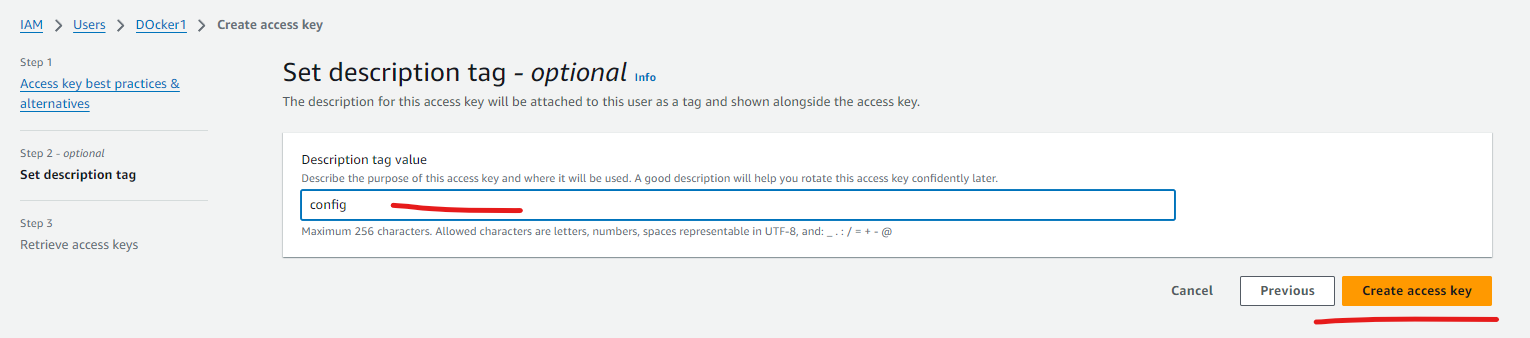 IAM > Users > DOcker1 > Create access key
Step 1
Access key best practices &
alternatives
Step 2 - optional
Set description tag
Step 3
Retrieve access keys
Set description tag - optional Info
The description for this access key will be attached to this user as a tag and shown alongside the access key.
Description tag value
Describe the purpose of this access key and where it will be used. A good description will help you rotate this access key confidently later.
config
Maximum 256 characters. Allowed characters are letters, numbers, spaces representable in UTF-8, and: _ . : / = + - @
Cancel Previous Create access key